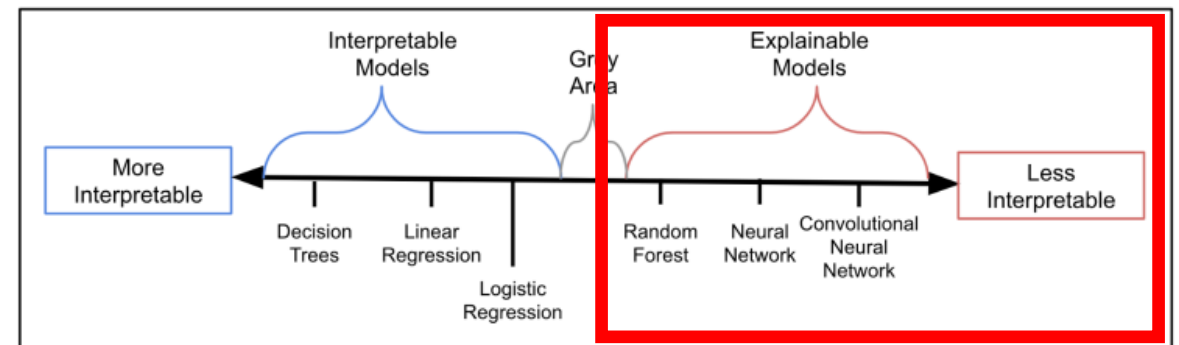 Interpretable
Models
Grey
Area
Explainable
Models
More
Interpretable
Less
Interpretable
Decision
Trees
Linear
Regression
Logistic
Regression
Random
Forest
Neural
Network
Convolutional
Neural
Network